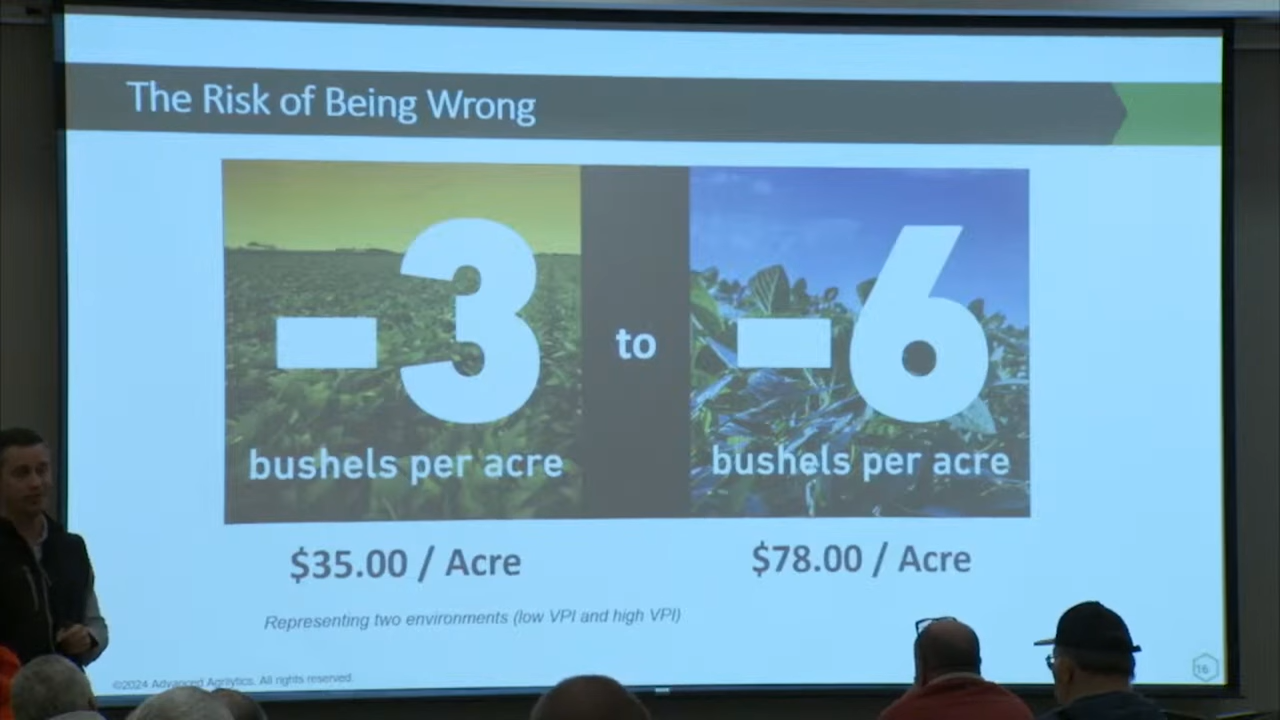 The Risk of Being Wrong
-3
to
-6
bushels per acre
bushels per acre
$35.00 / Acre
$78.00 / Acre
Representing two environments (low VPI and high VPI)
©2024 Advanced Agrilytics. All rights reserved.
16